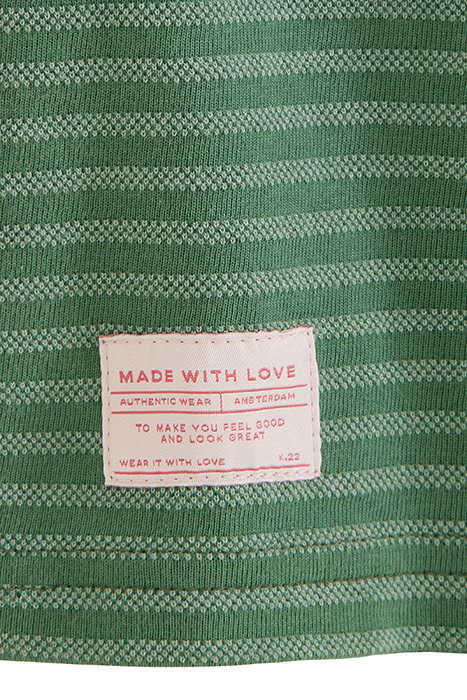 MADE WITH LOVE
AUTHENTIC WEAR AMSTERDAM
TO MAKE YOU FEEL GOOD
AND LOOK GREAT
WEAR IT WITH LOVE K.22